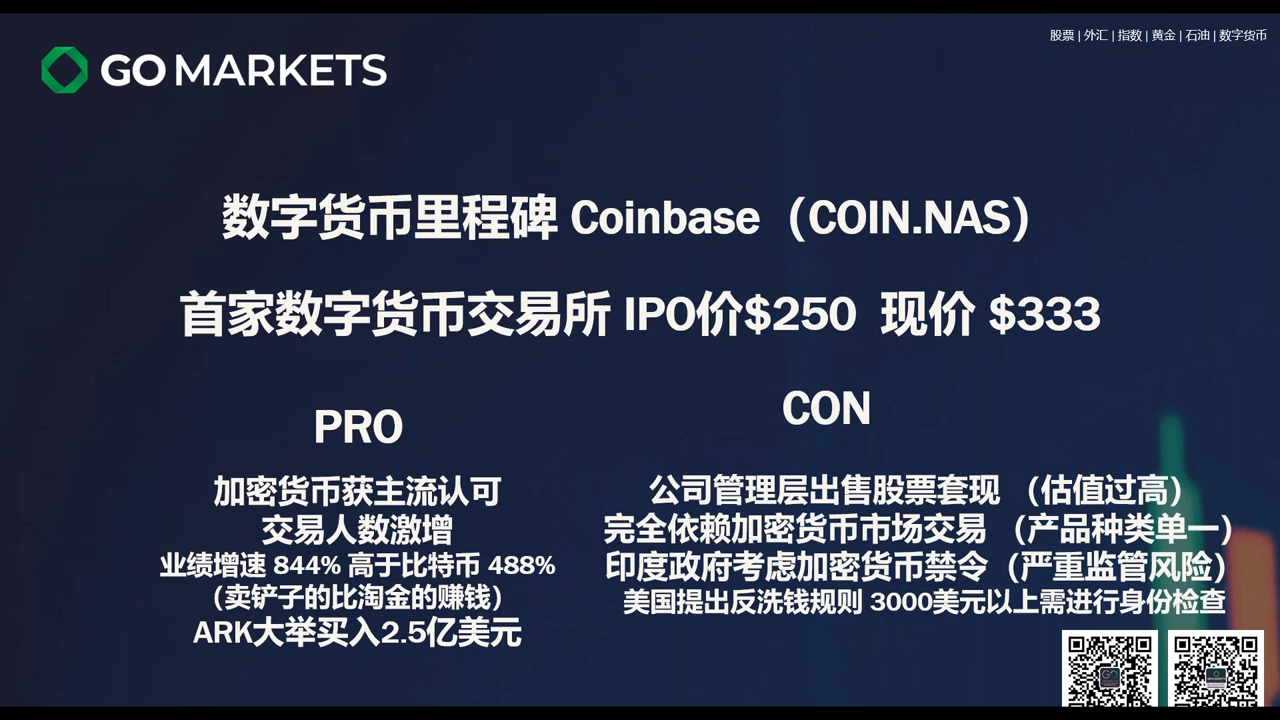 股票 | 外汇 | 指数 | 黄金 | 石油 | 数字货币
GO MARKETS
数字货币里程碑 Coinbase（COIN.NAS）
首家数字货币交易所 IPO价$250 现价 $333
PRO
加密货币获主流认可
交易人数激增
业绩增速 844% 高于比特币 488%
（卖铲子的比淘金的赚钱）
ARK大举买入2.5亿美元
CON
公司管理层出售股票套现 （估值过高）
完全依赖加密货币市场交易 （产品种类单一）
印度政府考虑加密货币禁令（严重监管风险）
美国提出反洗钱规则 3000美元以上需进行身份检查